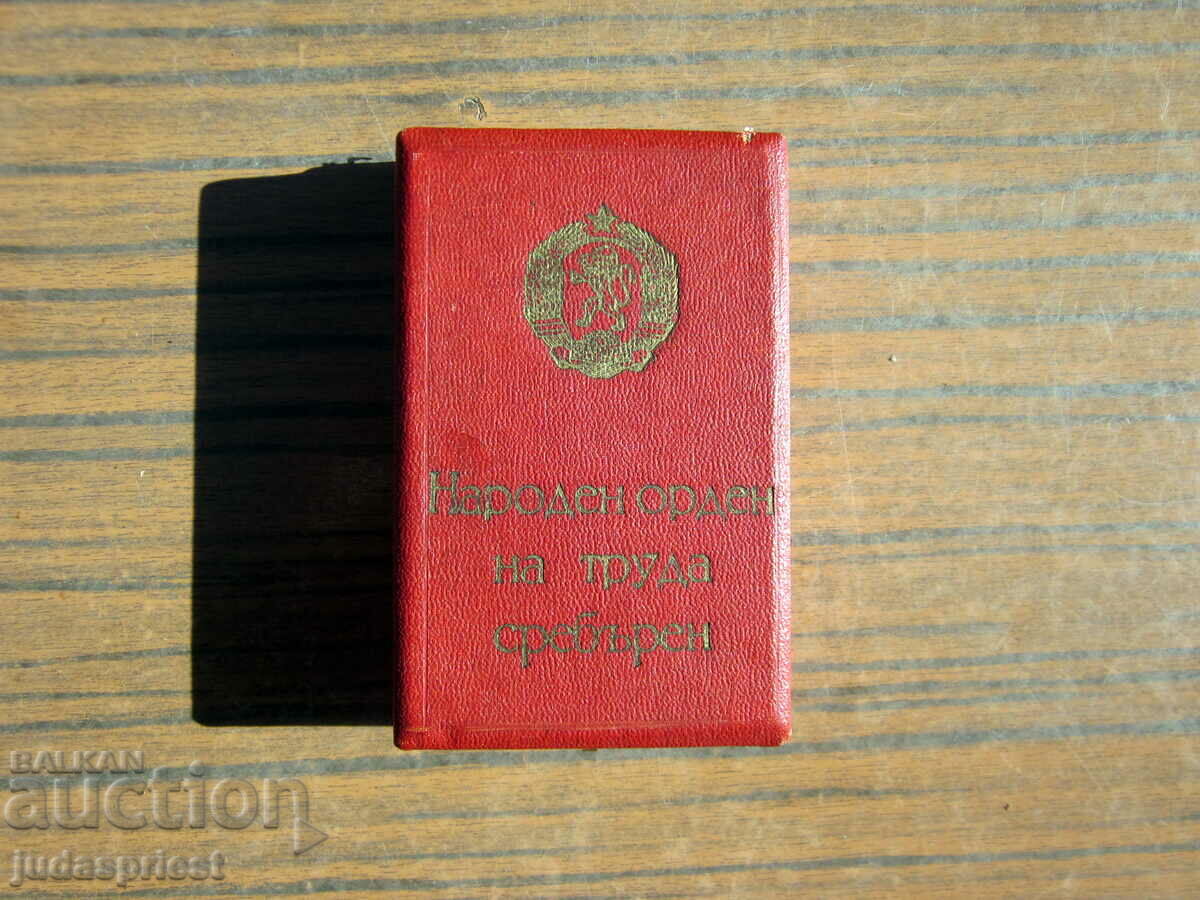 Народен орден
на труда
сребърен
BALKAN
auction
judaspriest